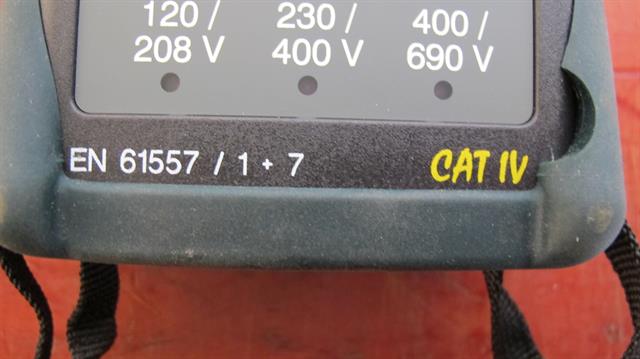 120 / 230 / 400 /
208 V 400 V 690 V
EN 61557 / 1 + 7 CAT IV